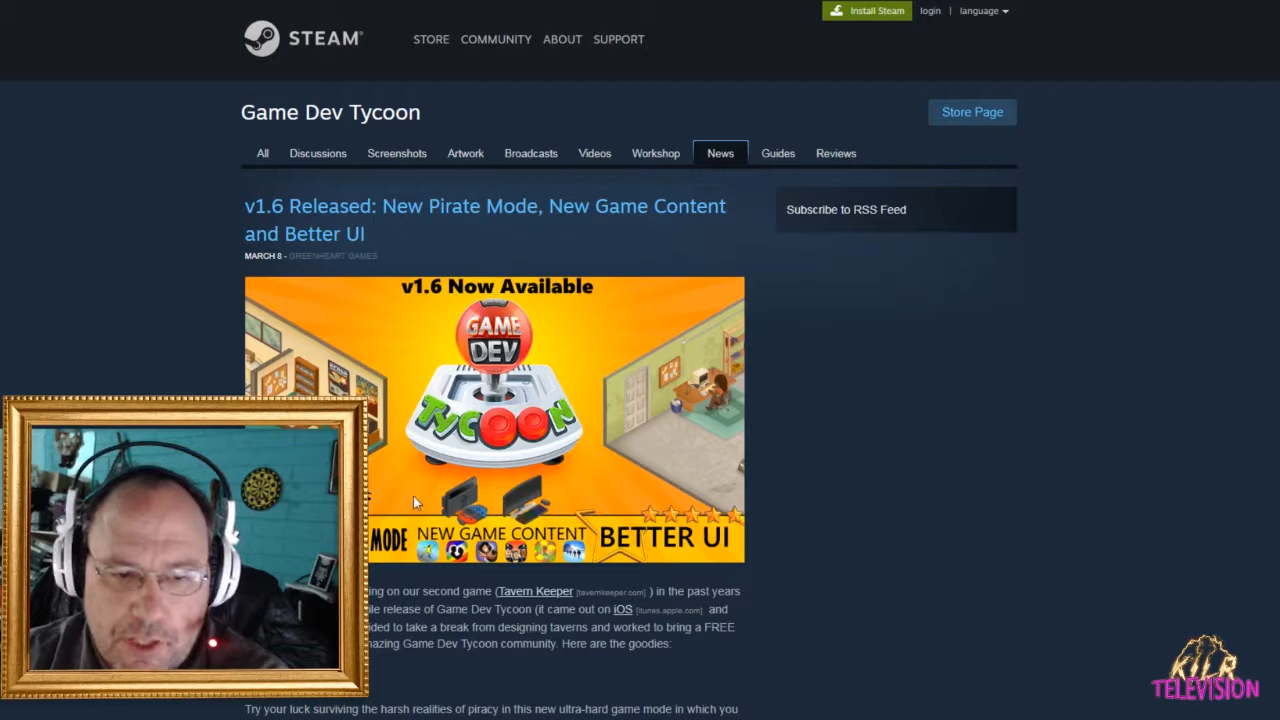 Install Steam login | language
STEAM STORE COMMUNITY ABOUT SUPPORT
Game Dev Tycoon
Store Page
All Discussions Screenshots Artwork Broadcasts Videos Workshop News Guides Reviews
v1.6 Released: New Pirate Mode, New Game Content
and Better UI
MARCH 8 - GREENHEART GAMES
Subscribe to RSS Feed
v1.6 Now Available
GAME
DEV
TYCOON
MODE NEW GAME CONTENT BETTER UI
ing on our second game (Tavern Keeper [tavernkeeper.com] ) in the past years
ile release of Game Dev Tycoon (it came out on iOS [itunes.apple.com] and
ided to take a break from designing taverns and worked to bring a FREE
mazing Game Dev Tycoon community. Here are the goodies:
Try your luck surviving the harsh realities of piracy in this new ultra-hard game mode in which you
KILR
TELEVISION